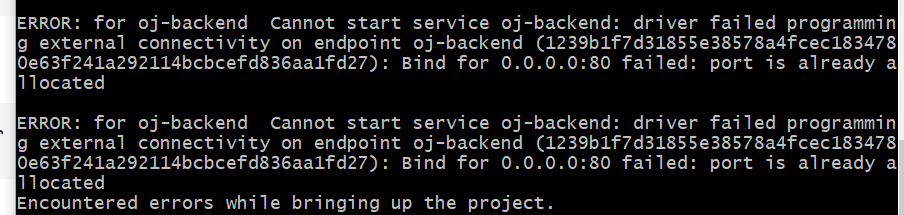 ERROR: for oj-backend  Cannot start service oj-backend: driver failed programmin
g external connectivity on endpoint oj-backend (1239b1f7d31855e38578a4fcec183478
0e63f241a292114bcbcefd836aa1fd27): Bind for 0.0.0.0:80 failed: port is already a
llocated
ERROR: for oj-backend  Cannot start service oj-backend: driver failed programmin
g external connectivity on endpoint oj-backend (1239b1f7d31855e38578a4fcec183478
0e63f241a292114bcbcefd836aa1fd27): Bind for 0.0.0.0:80 failed: port is already a
llocated
Encountered errors while bringing up the project.